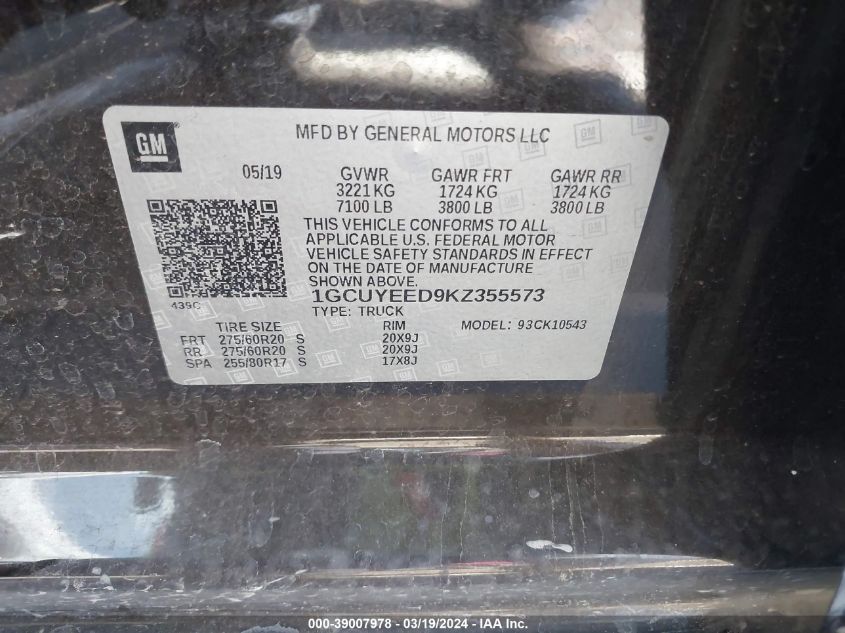 GM
MFD BY GENERAL MOTORS LLC
05/19 GVWR GAWR FRT GAWR RR
3221 KG 1724 KG 1724 KG
7100 LB 3800 LB 3800 LB
THIS VEHICLE CONFORMS TO ALL
APPLICABLE U.S. FEDERAL MOTOR
VEHICLE SAFETY STANDARDS IN EFFECT
ON THE DATE OF MANUFACTURE
SHOWN ABOVE.
439C 1GCUYEED9KZ355573
TYPE: TRUCK
TIRE SIZE RIM MODEL: 93CK10543
FRT 275/60R20 S 20X9J
RR 275/60R20 S 20X9J
SPA 255/80R17 S 17X8J
000-39007978 - 03/19/2024 - IAA Inc.